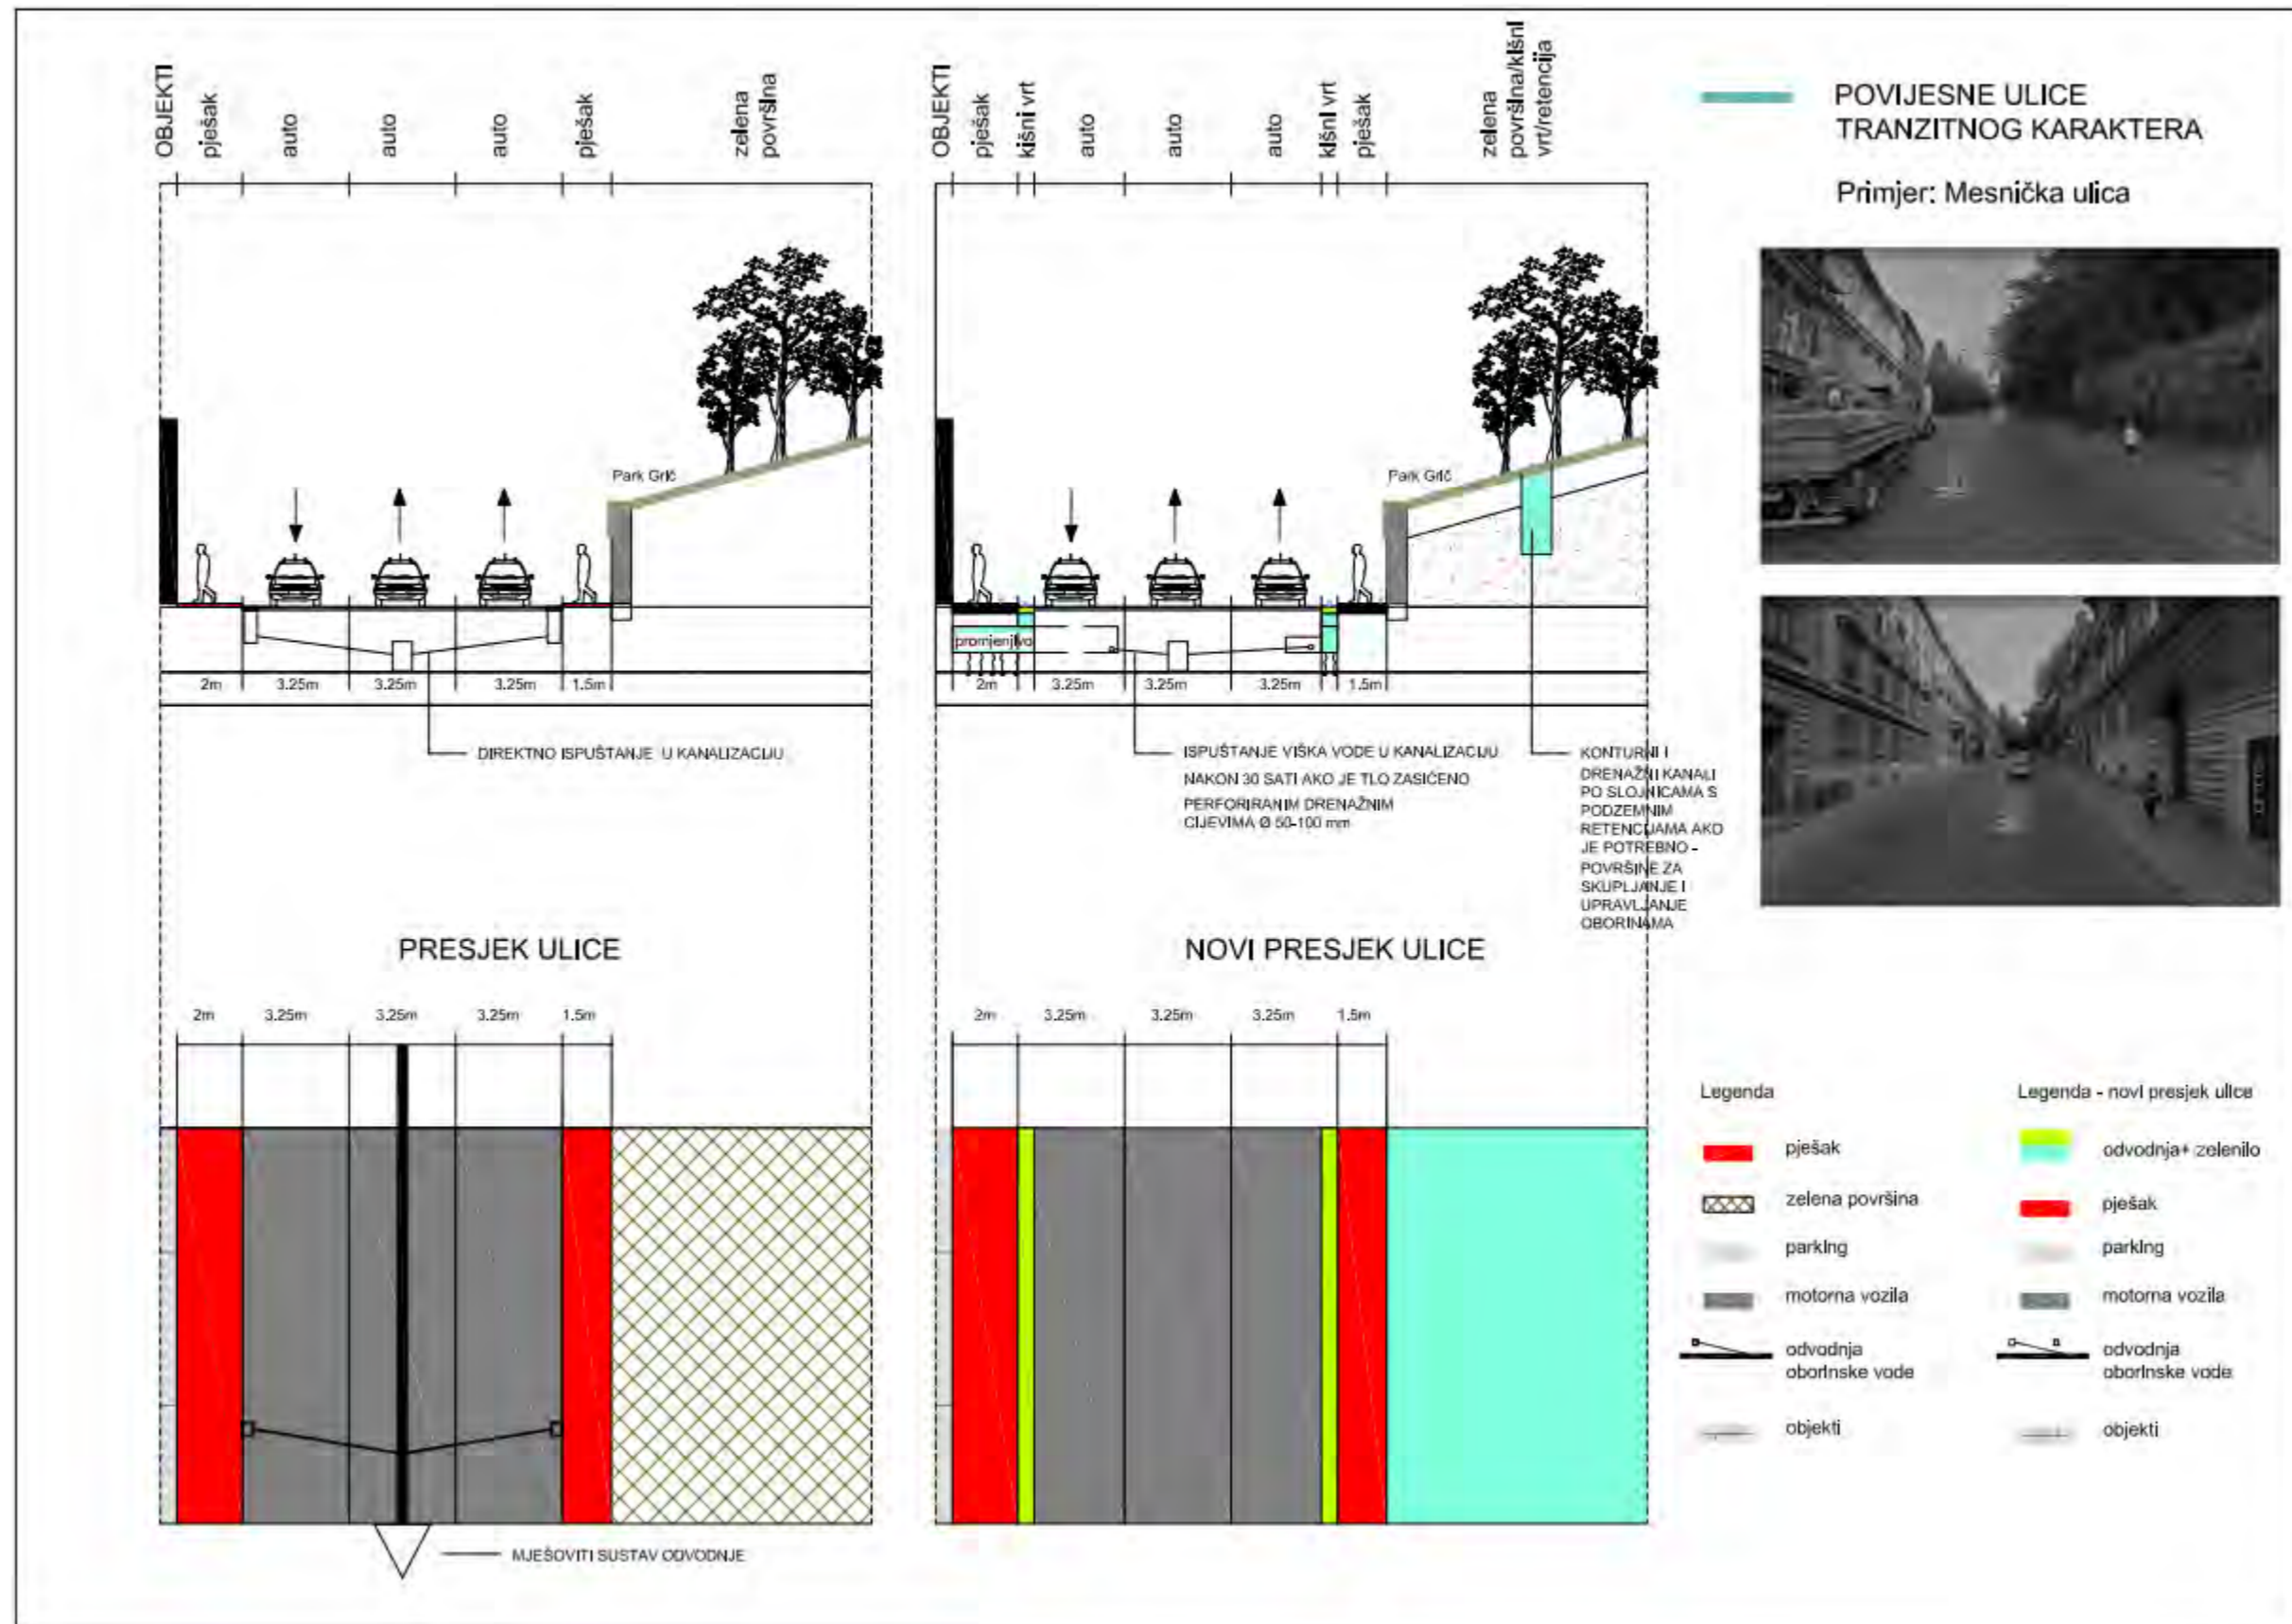 OBJEKTI
pješak
auto
auto
auto
pješak
zelena
površina
Park Grič
2m
3.25m
3.25m
3.25m
1.5m
DIREKTNO ISPUŠTANJE U KANALIZACIJU
PRESJEK ULICE
2m
3.25m
3.25m
3.25m
1.5m
MJEŠOVITI SUSTAV ODVODNJE
OBJEKTI
pješak
kišni vrt
auto
auto
auto
kišni vrt
pješak
zelena
površina/kišni
vrt/retencija
Park Grič
promjenjivo
2m
3.25m
3.25m
3.25m
1.5m
ISPUŠTANJE VIŠKA VODE U KANALIZACIJU
NAKON 30 SATI AKO JE TLO ZASIĆENO
PERFORIRANIM DRENAŽNIM
CIJEVIMA Ø 50-100 mm
KONTURNI I
DRENAŽNI KANALI
PO SLOJNICAMA S
PODZEMNIM
RETENCIJAMA AKO
JE POTREBNO -
POVRŠINE ZA
SKUPLJANJE I
UPRAVLJANJE
OBORINAMA
NOVI PRESJEK ULICE
2m
3.25m
3.25m
3.25m
1.5m
POVIJESNE ULICE
TRANZITNOG KARAKTERA
Primjer: Mesnička ulica
Legenda
pješak
zelena površina
parking
motorna vozila
odvodnja
oborinske vode
objekti
Legenda - novi presjek ulice
odvodnja+ zelenilo
pješak
parking
motorna vozila
odvodnja
oborinske vode
objekti